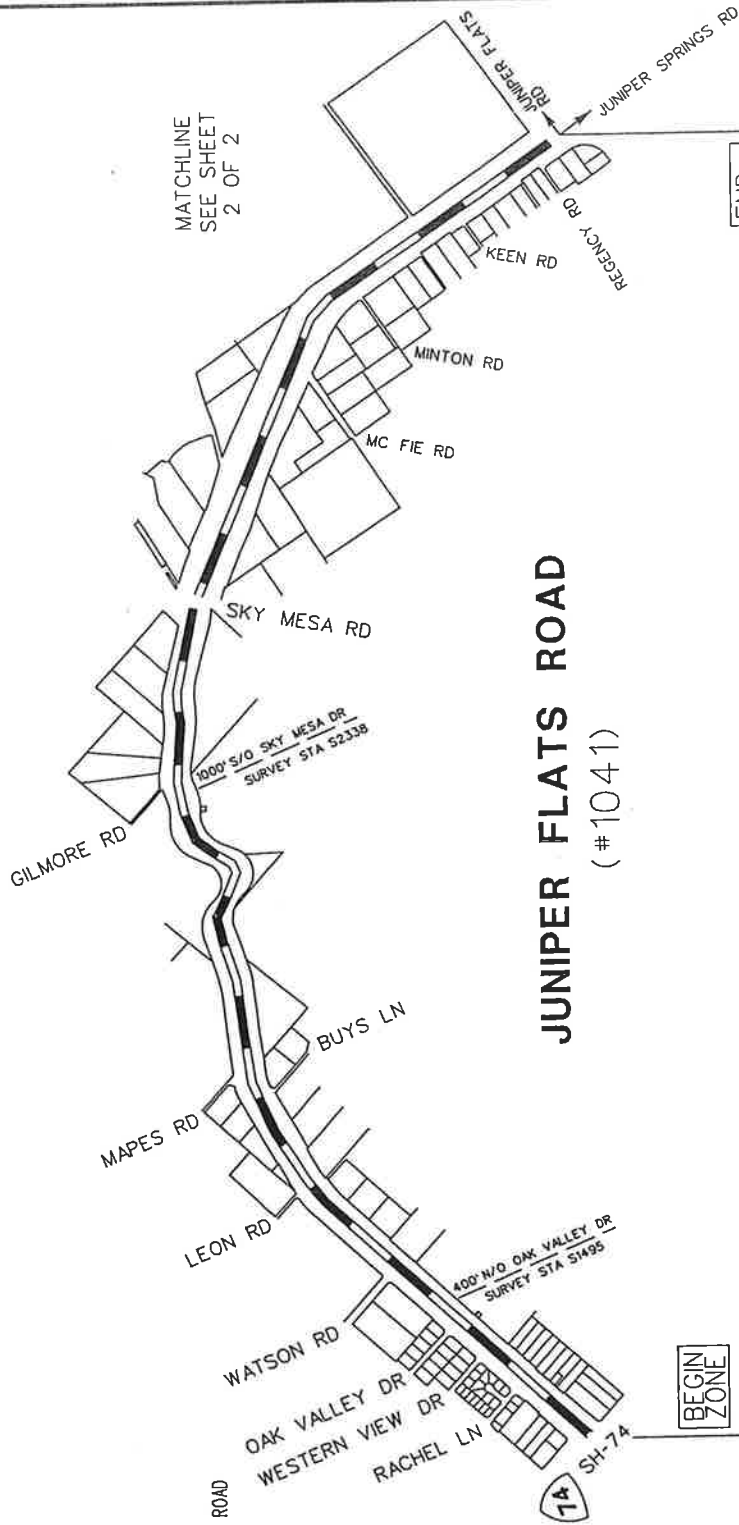 MATCHLINE
SEE SHEET
2 OF 2
JUNIPER FLATS
RD
JUNIPER SPRINGS RD
REGENCY RD
KEEN RD
MINTON RD
MC FIE RD
SKY MESA RD
1000' S/O SKY MESA DR
SURVEY STA S2338
GILMORE RD
BUYS LN
MAPES RD
LEON RD
400' N/O OAK VALLEY DR
SURVEY STA S1495
WATSON RD
OAK VALLEY DR
WESTERN VIEW DR
RACHEL LN
ROAD
74
SH-74
BEGIN
ZONE
JUNIPER FLATS ROAD
(#1041)